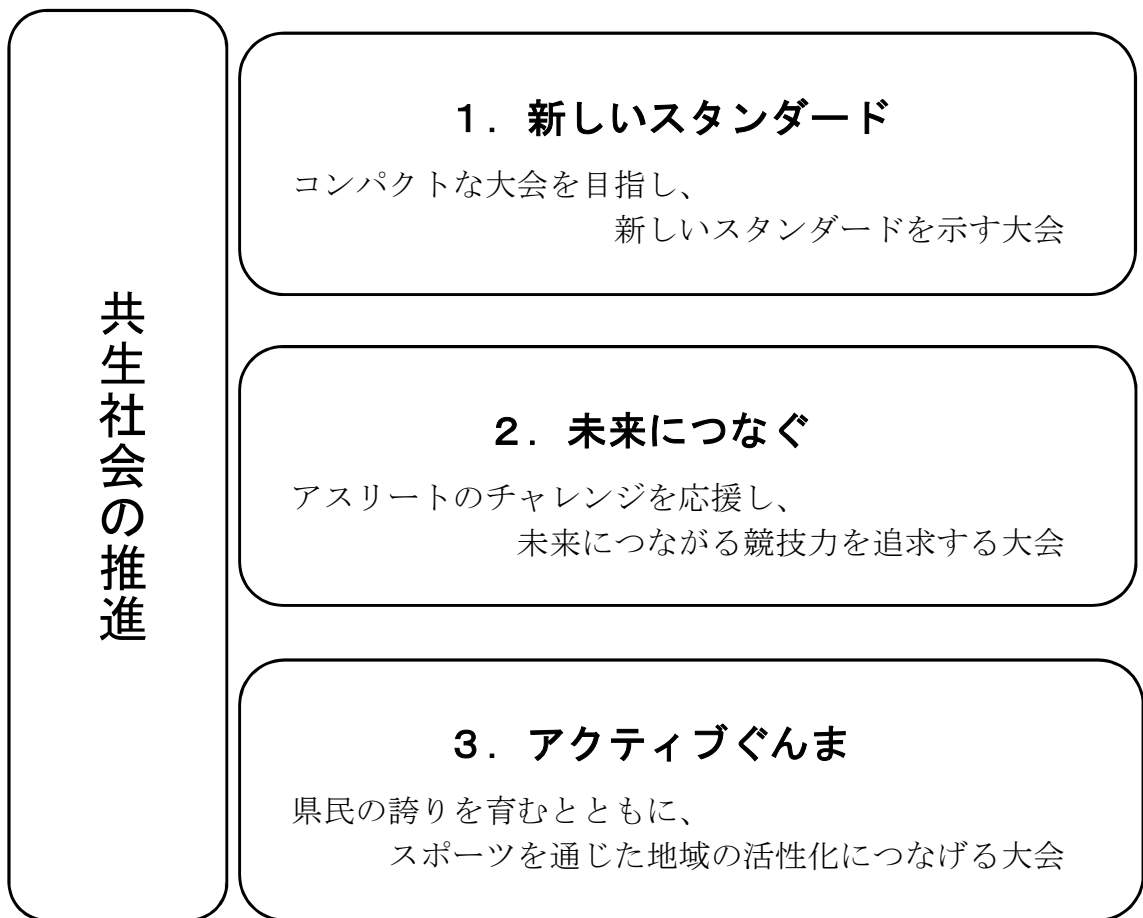 共生社会の推進
１．新しいスタンダード
コンパクトな大会を目指し、
新しいスタンダードを示す大会
２．未来につなぐ
アスリートのチャレンジを応援し、
未来につながる競技力を追求する大会
３．アクティブぐんま
県民の誇りを育むとともに、
スポーツを通じた地域の活性化につなげる大会